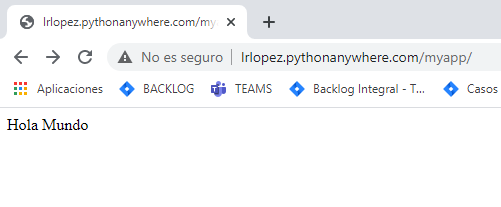 lrlopez.pythonanywhere.com/my
No es seguro lrlopez.pythonanywhere.com/myapp/
Aplicaciones BACKLOG TEAMS Backlog Integral - T... Casos
Hola Mundo